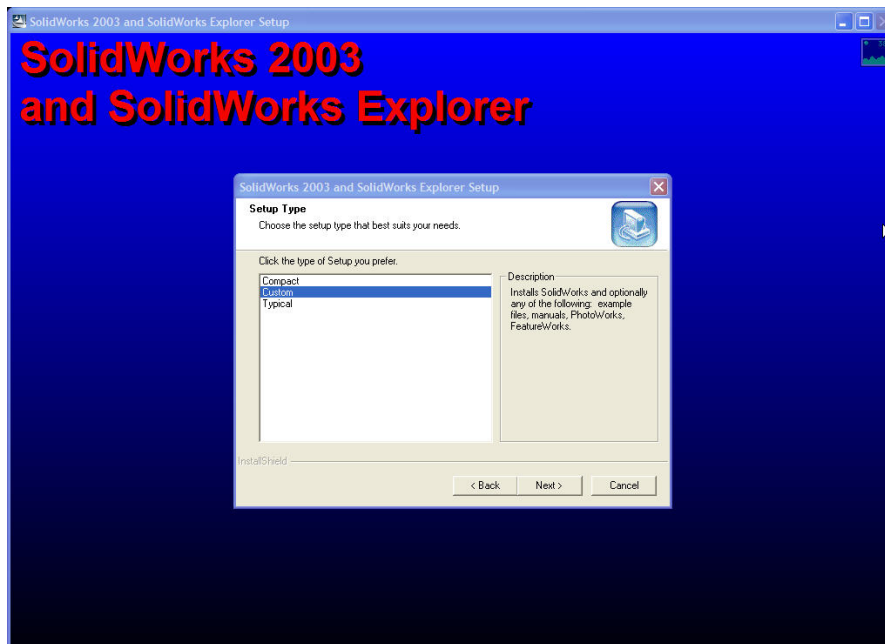 SolidWorks 2003 and SolidWorks Explorer Setup
SolidWorks 2003
and SolidWorks Explorer
SolidWorks 2003 and SolidWorks Explorer Setup
Setup Type
Choose the setup type that best suits your needs.
Click the type of Setup you prefer.
Compact
Custom
Typical
Description
Installs SolidWorks and optionally
any of the following: example
files, manuals, PhotoWorks,
FeatureWorks.
InstallShield
< Back
Next >
Cancel